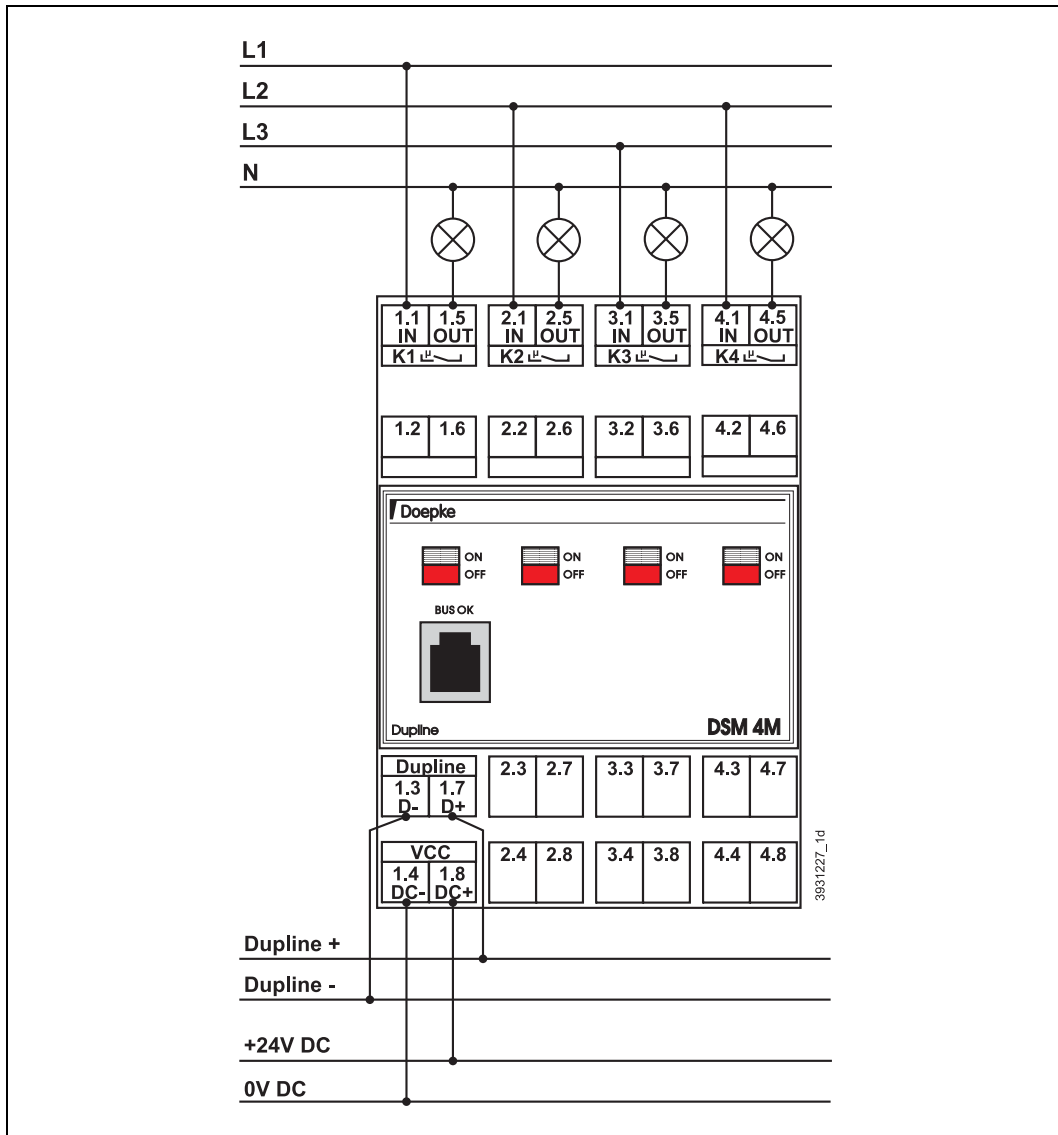 L1
L2
L3
N
1.1 1.5 2.1 2.5 3.1 3.5 4.1 4.5
IN OUT IN OUT IN OUT IN OUT
K1 µ K2 µ K3 µ K4 µ
1.2 1.6 2.2 2.6 3.2 3.6 4.2 4.6
Doepke
ON ON ON ON
OFF OFF OFF OFF
BUS OK
Dupline DSM 4M
Dupline 2.3 2.7 3.3 3.7 4.3 4.7
1.3 1.7
D- D+
VCC 2.4 2.8 3.4 3.8 4.4 4.8
1.4 1.8
DC- DC+
3931227_1d
Dupline +
Dupline -
+24V DC
0V DC